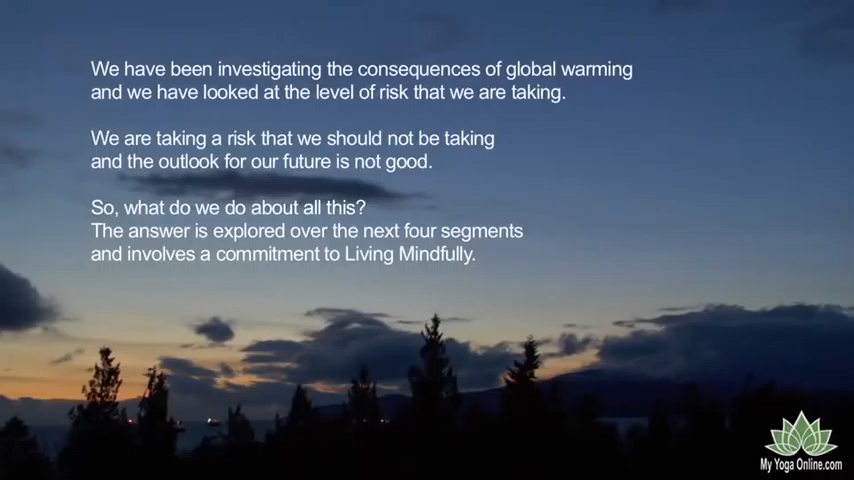 We have been investigating the consequences of global warming
and we have looked at the level of risk that we are taking.
We are taking a risk that we should not be taking
and the outlook for our future is not good.
So, what do we do about all this?
The answer is explored over the next four segments
and involves a commitment to Living Mindfully.
My Yoga Online.com